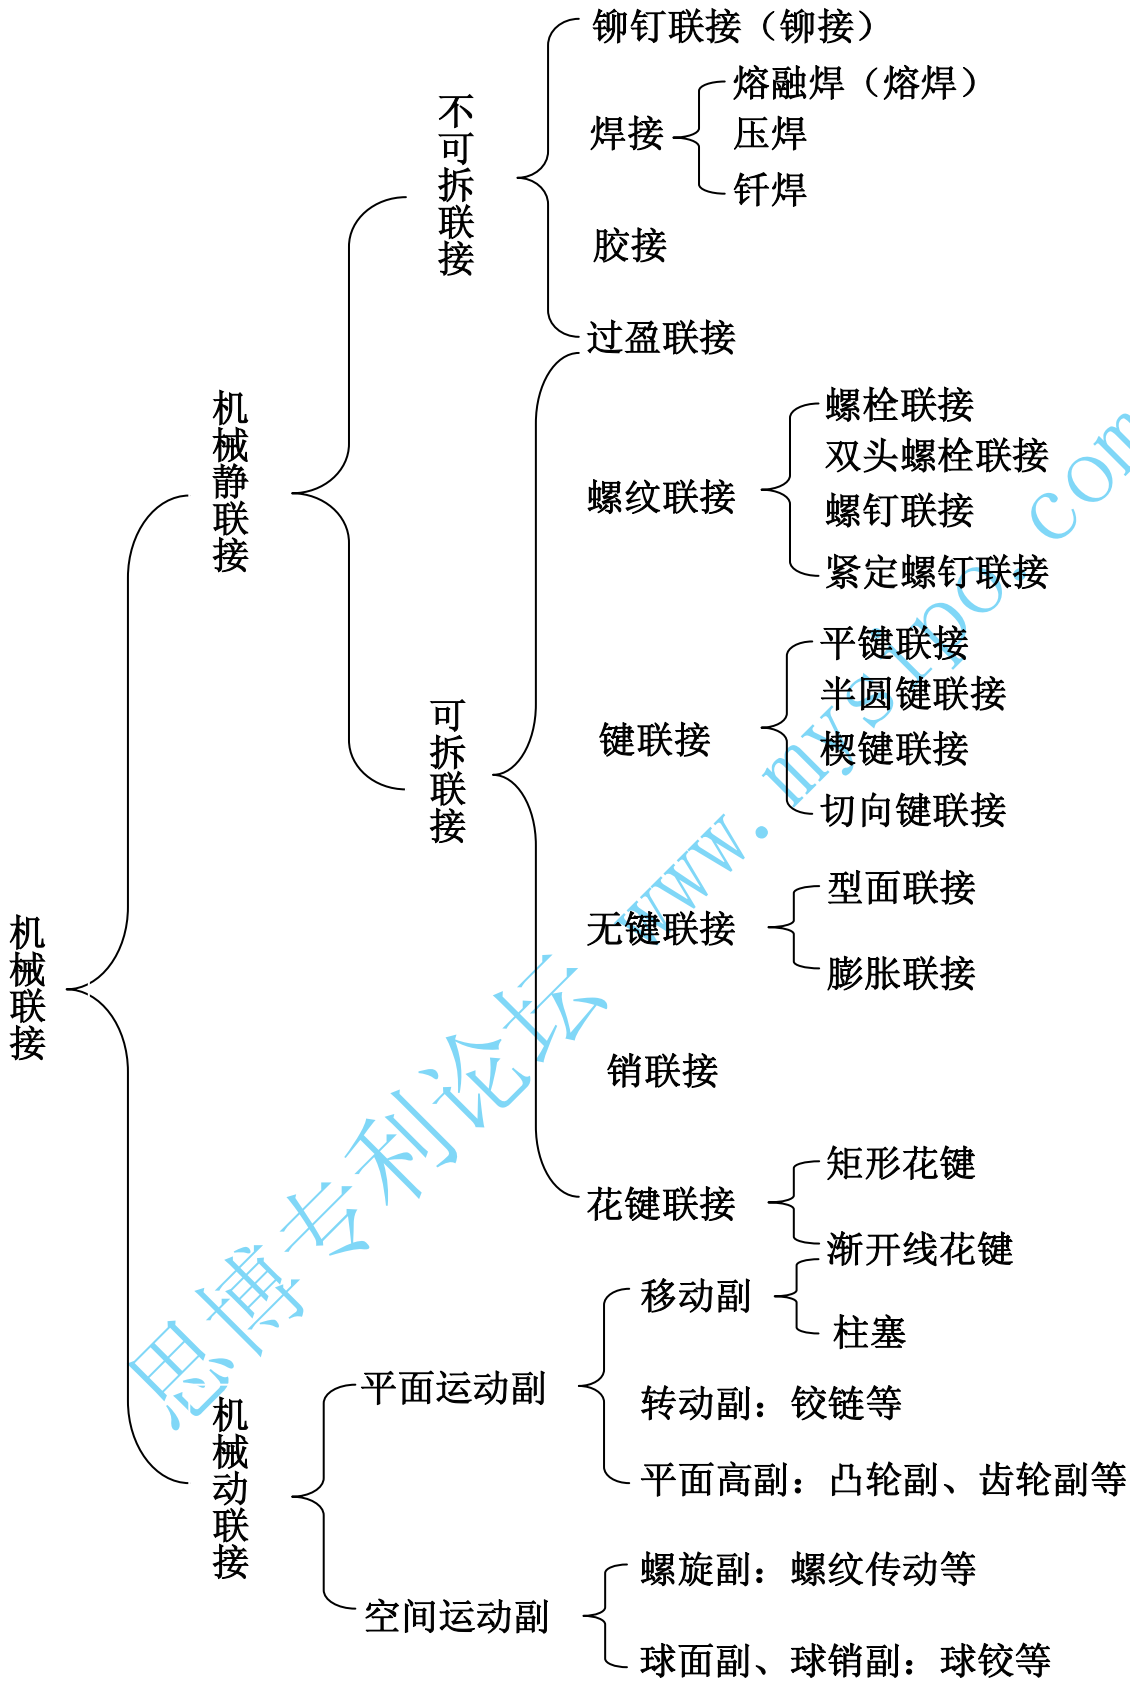 机械联接
机械静联接
不可拆联接
铆钉联接（铆接）
焊接
熔融焊（熔焊）
压焊
钎焊
胶接
过盈联接
可拆联接
螺纹联接
螺栓联接
双头螺栓联接
螺钉联接
紧定螺钉联接
键联接
平键联接
半圆键联接
楔键联接
切向键联接
无键联接
型面联接
膨胀联接
销联接
花键联接
矩形花键
渐开线花键
机械动联接
平面运动副
移动副
柱塞
转动副：铰链等
平面高副：凸轮副、齿轮副等
空间运动副
螺旋副：螺纹传动等
球面副、球销副：球铰等
思博专利论坛 www.mysipo.com